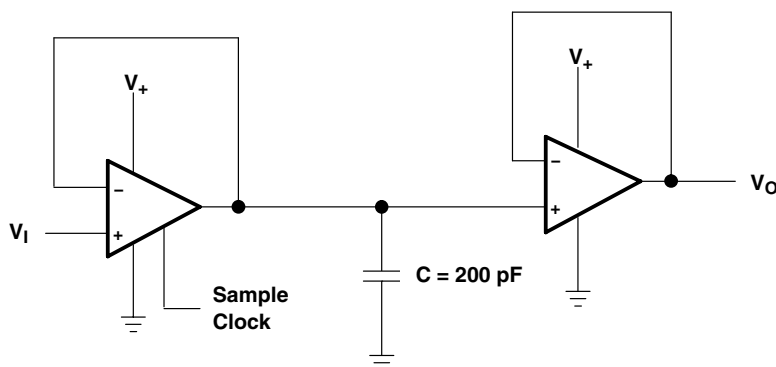 V+
V+
−
−
VO
VI
+
+
C = 200 pF
Sample
Clock